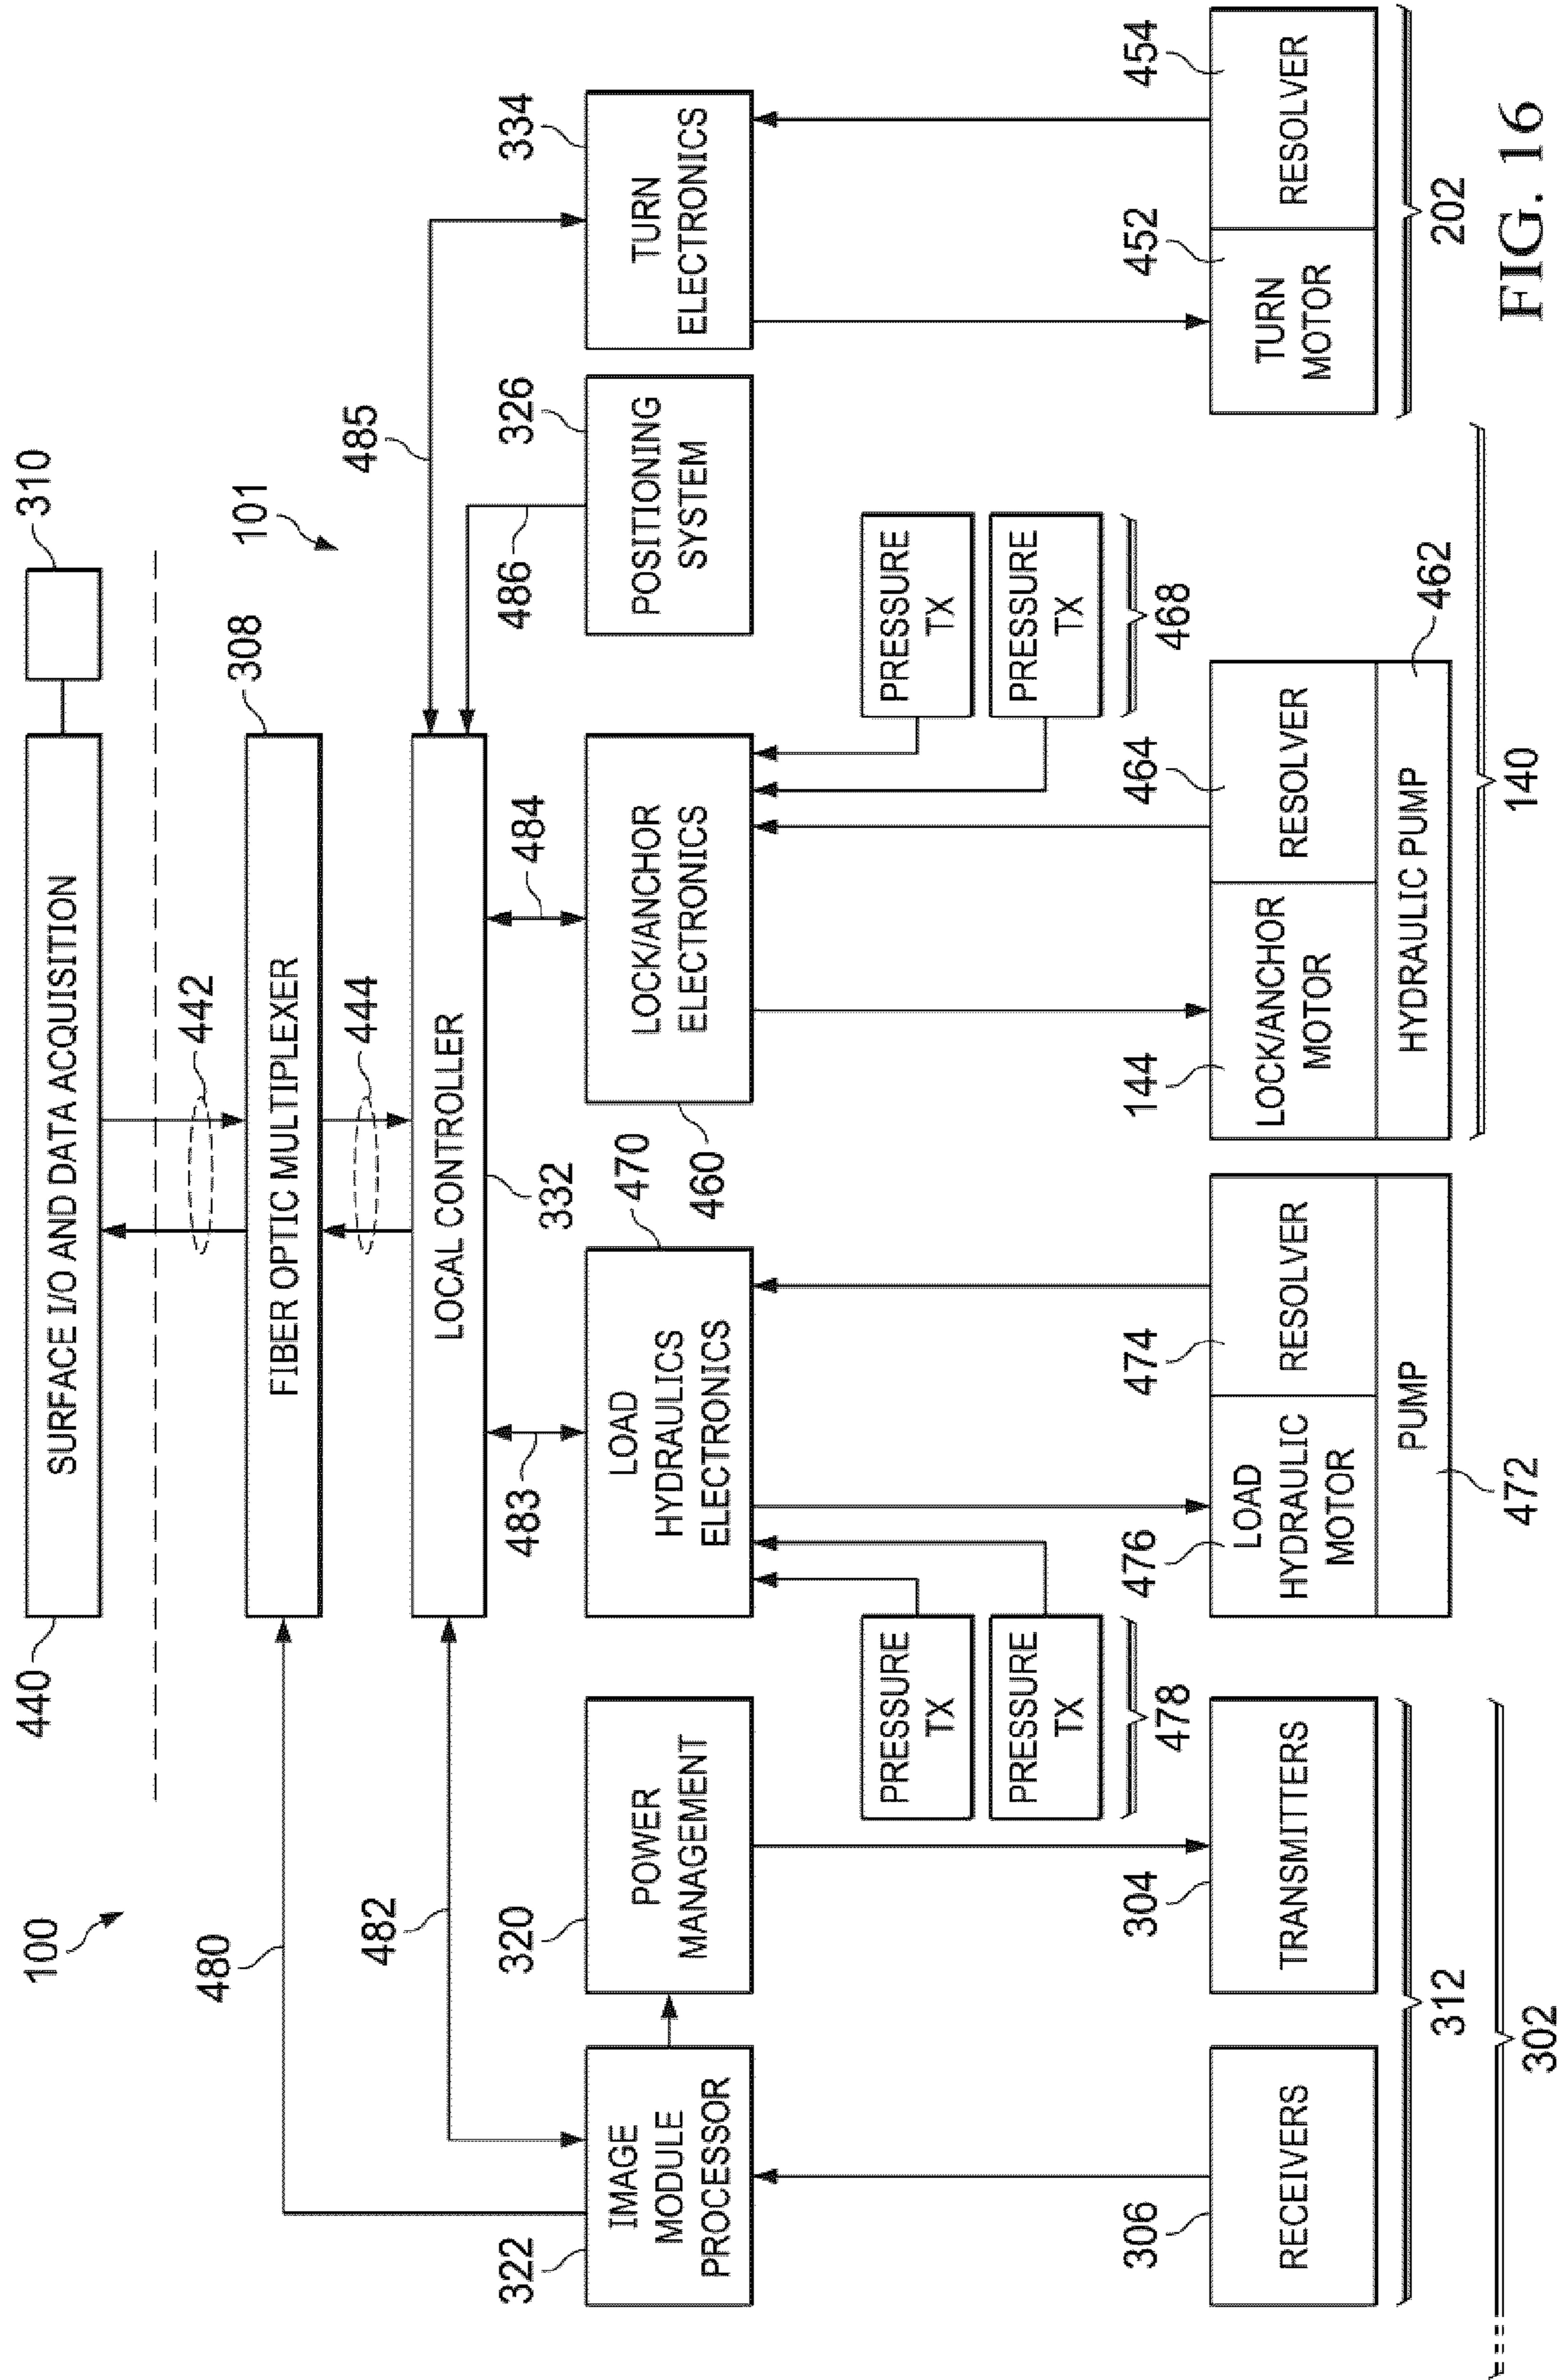 100
440
SURFACE I/O AND DATA ACQUISITION
310
442
101
480
FIBER OPTIC MULTIPLEXER
308
444
485
482
LOCAL CONTROLLER
332
483
484
486
322
IMAGE
MODULE
PROCESSOR
320
POWER
MANAGEMENT
470
LOAD
HYDRAULICS
ELECTRONICS
460
LOCK/ANCHOR
ELECTRONICS
326
POSITIONING
SYSTEM
334
TURN
ELECTRONICS
PRESSURE
TX
PRESSURE
TX
478
PRESSURE
TX
PRESSURE
TX
468
306
RECEIVERS
304
TRANSMITTERS
312
302
476
LOAD
HYDRAULIC
MOTOR
474
RESOLVER
PUMP
472
144
LOCK/ANCHOR
MOTOR
464
RESOLVER
HYDRAULIC PUMP
462
140
452
TURN
MOTOR
454
RESOLVER
202
FIG. 16